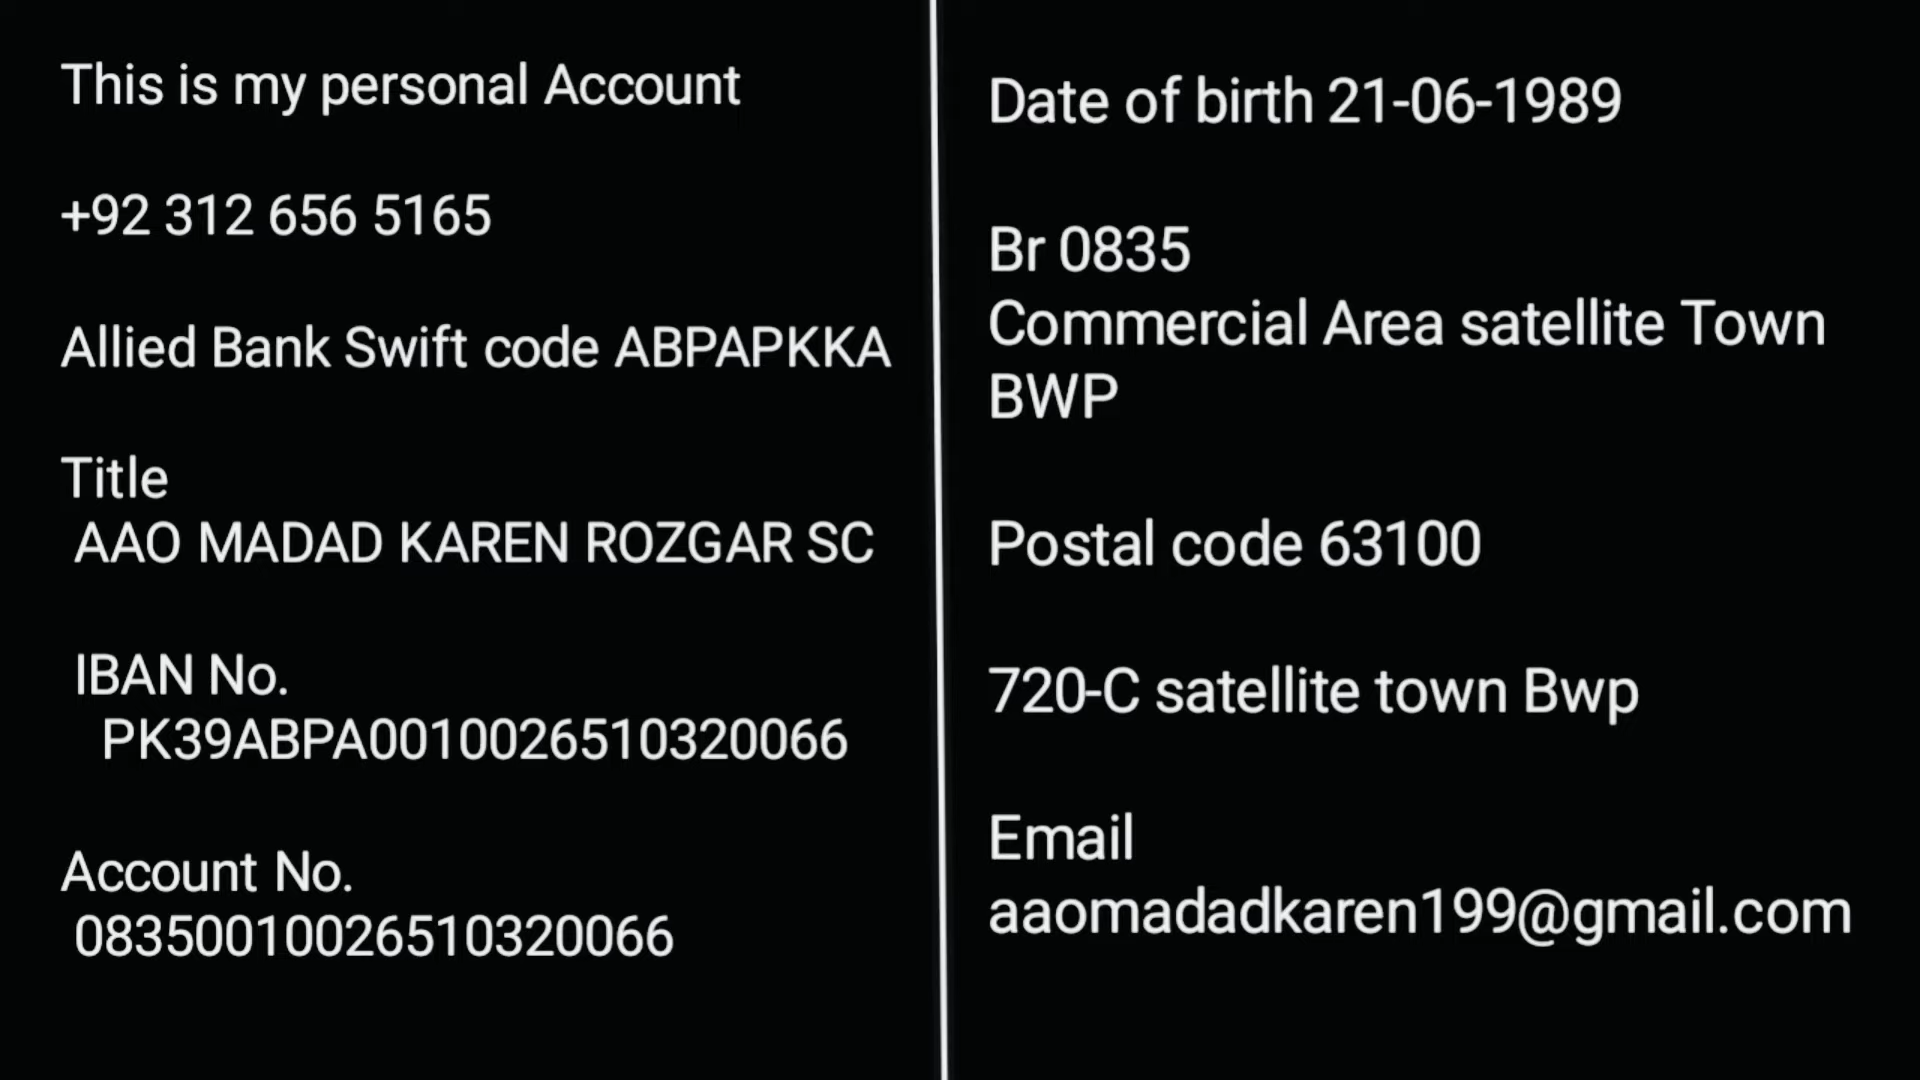 This is my personal Account
+92 312 656 5165
Allied Bank Swift code ABPAPKKA
Title
AAO MADAD KAREN ROZGAR SC
IBAN No.
PK39ABPA0010026510320066
Account No.
08350010026510320066
Date of birth 21-06-1989
Br 0835
Commercial Area satellite Town
BWP
Postal code 63100
720-C satellite town Bwp
Email
aaomadadkaren199@gmail.com